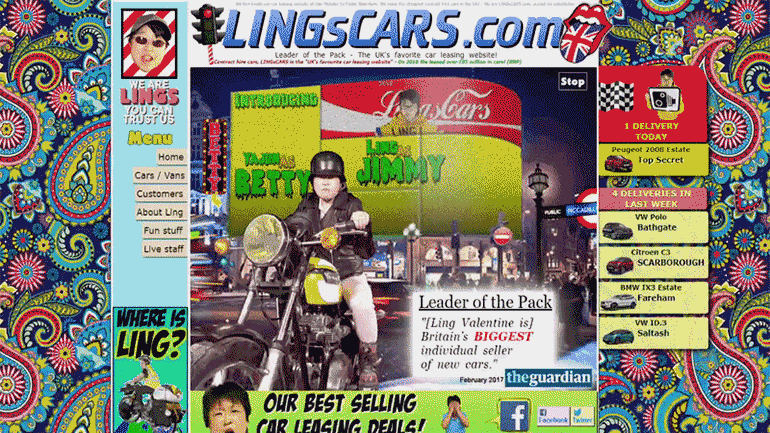 LINGsCARS.com
Leader of the Pack - The UK's favorite car leasing website!
WE ARE
LINGS
YOU CAN
TRUST US
Menu
Home
Cars / Vans
Customers
About Ling
Fun stuff
Live staff
WHERE IS
LING?
Stop
INTRODUCING
LingsCars
BETTY
LING AS
JIMMY
PUBLIC
Leader of the Pack
"[Ling Valentine is]
Britain's BIGGEST
individual seller
of new cars."
February 2017
theguardian
OUR BEST SELLING
CAR LEASING DEALS!
Facebook
Twitter
1 DELIVERY
TODAY
Peugeot 2008 Estate
Top Secret
4 DELIVERIES IN
LAST WEEK
VW Polo
Bathgate
Citroen C3
SCARBOROUGH
BMW IX3 Estate
Fareham
VW ID.3
Saltash